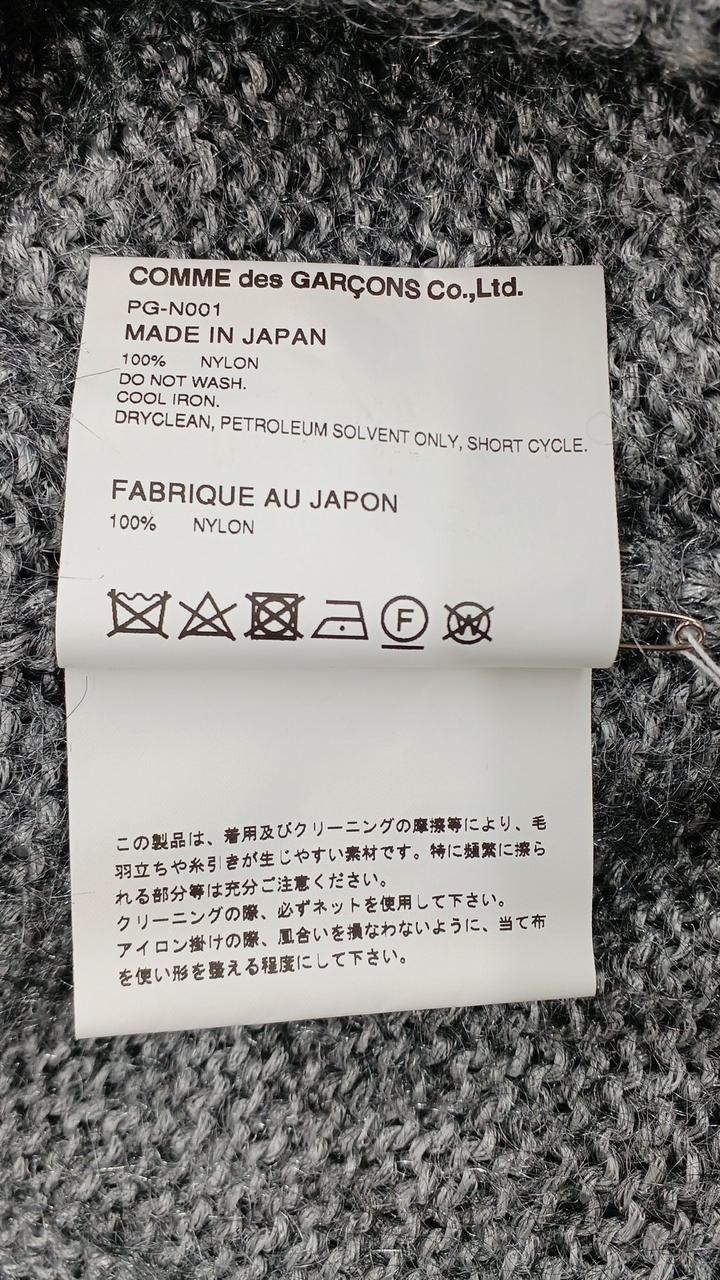 COMME des GARÇONS Co.,Ltd.
PG-N001
MADE IN JAPAN
100% NYLON
DO NOT WASH.
COOL IRON.
DRYCLEAN, PETROLEUM SOLVENT ONLY, SHORT CYCLE.
FABRIQUE AU JAPON
100% NYLON
F W
この製品は、着用及びクリーニングの摩擦等により、毛
羽立ちや糸引きが生じやすい素材です。特に頻繁に擦ら
れる部分等は充分ご注意ください。
クリーニングの際、必ずネットを使用して下さい。
アイロン掛けの際、風合いを損なわないように、当て布
を使い形を整える程度にして下さい。